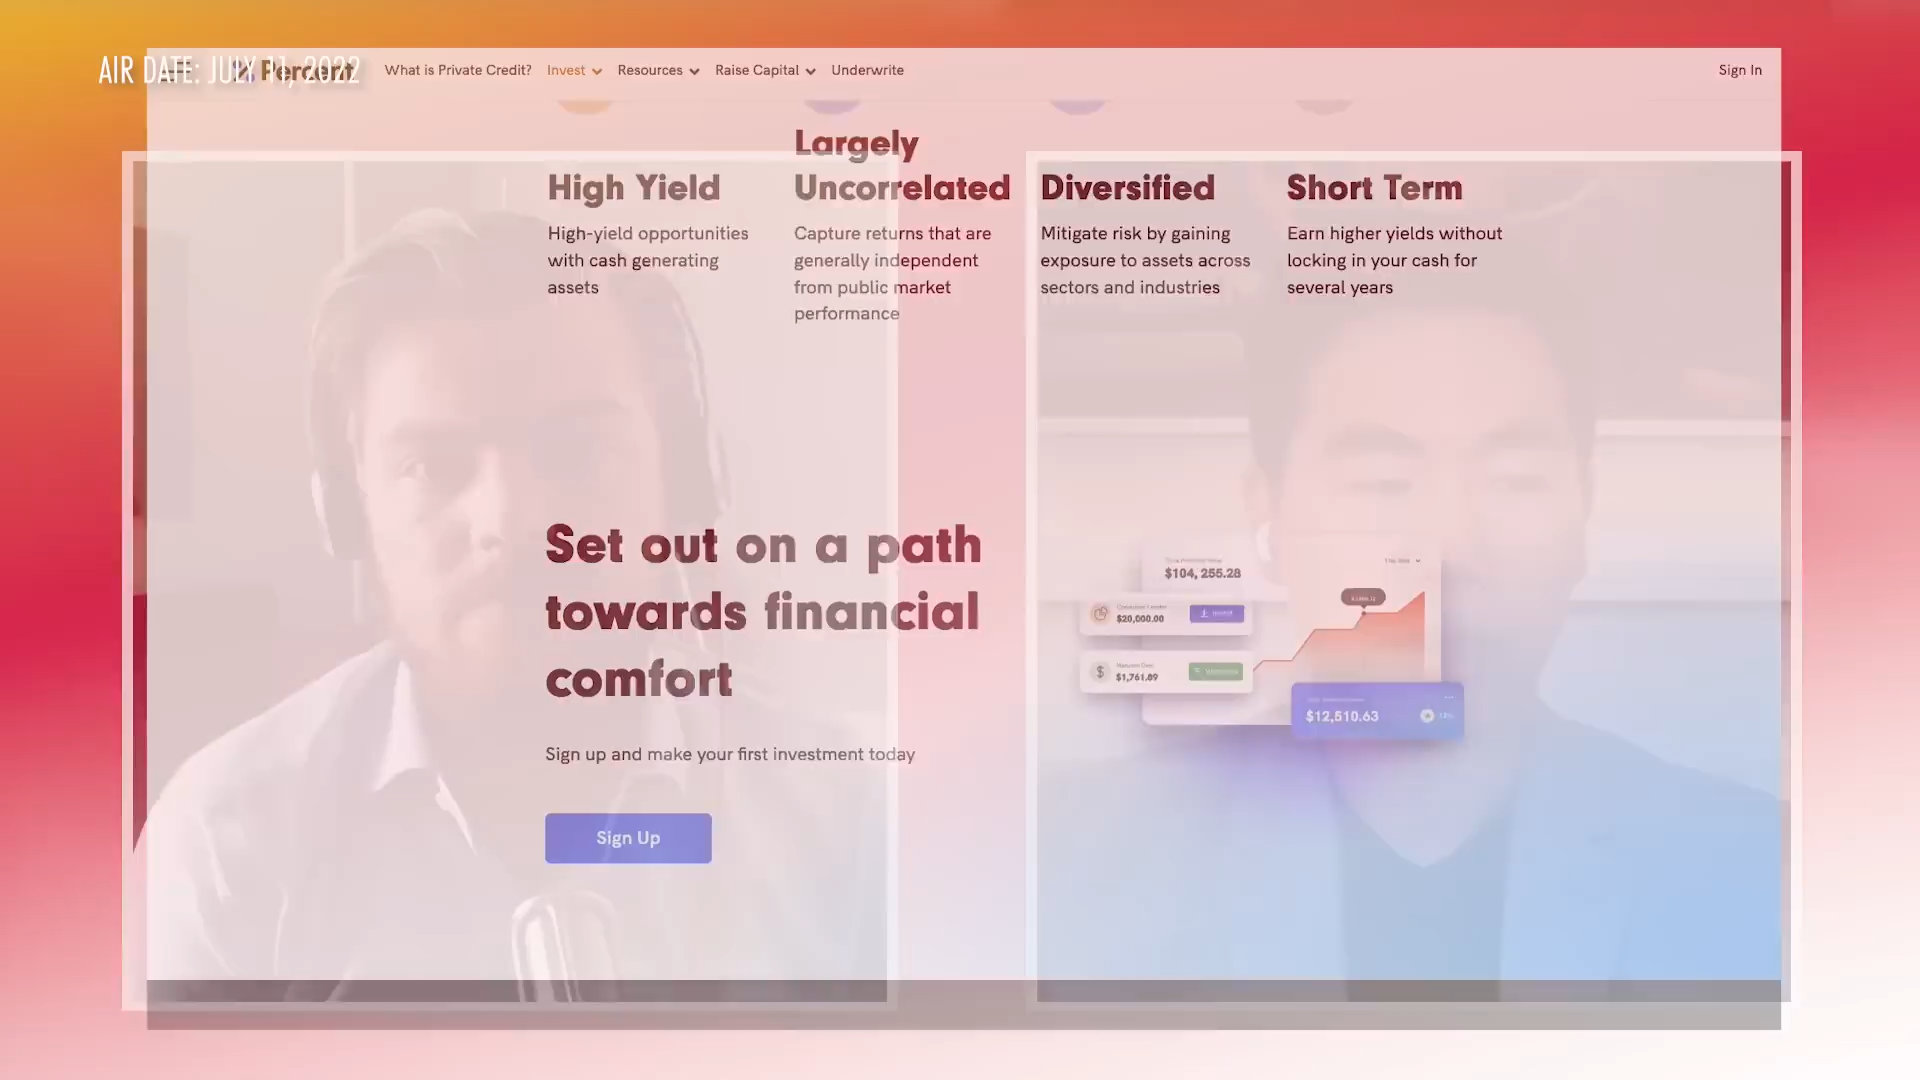 AIR DATE: JULY 11, 2022
Percent
What is Private Credit? Invest Resources Raise Capital Underwrite
Sign In
High Yield
High-yield opportunities
with cash generating
assets
Largely
Uncorrelated
Capture returns that are
generally independent
from public market
performance
Diversified
Mitigate risk by gaining
exposure to assets across
sectors and industries
Short Term
Earn higher yields without
locking in your cash for
several years
Set out on a path
towards financial
comfort
Sign up and make your first investment today
Sign Up
$104, 255.28
$20,000.00
$1,761.89
$12,510.63